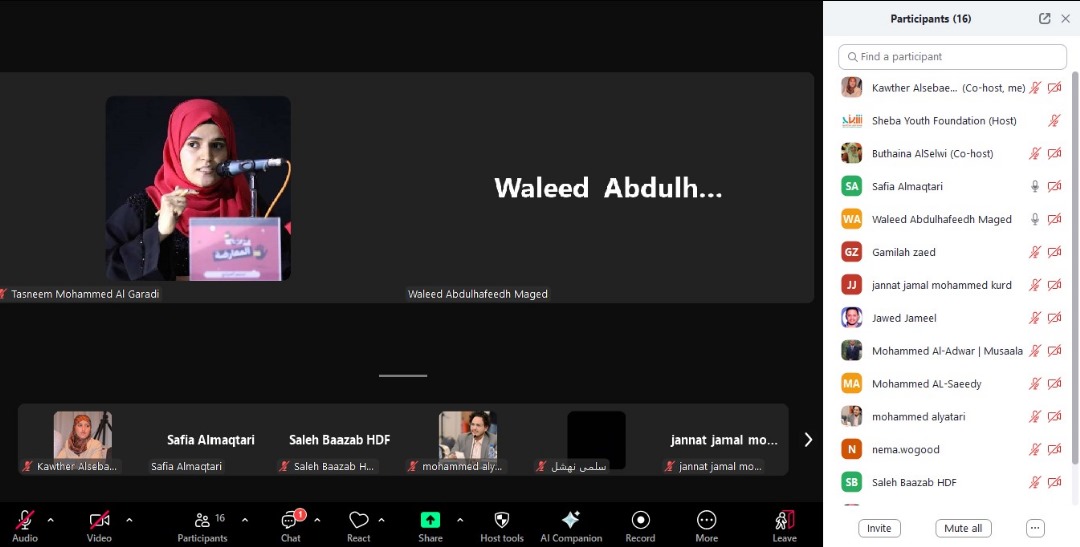 المعارضة
Waleed Abdulh...
Tasneem Mohammed Al Garadi
Waleed Abdulhafeedh Maged
Safia Almaqtari
Saleh Baazab HDF
jannat jamal mo...
Kawther Alseba...
Safia Almaqtari
Saleh Baazab H...
mohammed aly...
سلمى نهشل
jannat jamal mo...
Audio
Video
16
Participants
1
Chat
React
Share
Host tools
AI Companion
Record
More
Leave
Participants (16)
Find a participant
Kawther Alsebae... (Co-host, me)
Sheba Youth Foundation (Host)
Buthaina AlSelwi (Co-host)
SA Safia Almaqtari
WA Waleed Abdulhafeedh Maged
GZ Gamilah zaed
JJ jannat jamal mohammed kurd
Jawed Jameel
Mohammed Al-Adwar | Musaala
MA Mohammed AL-Saeedy
mohammed alyatari
N nema.wogood
SB Saleh Baazab HDF
Invite
Mute all
...